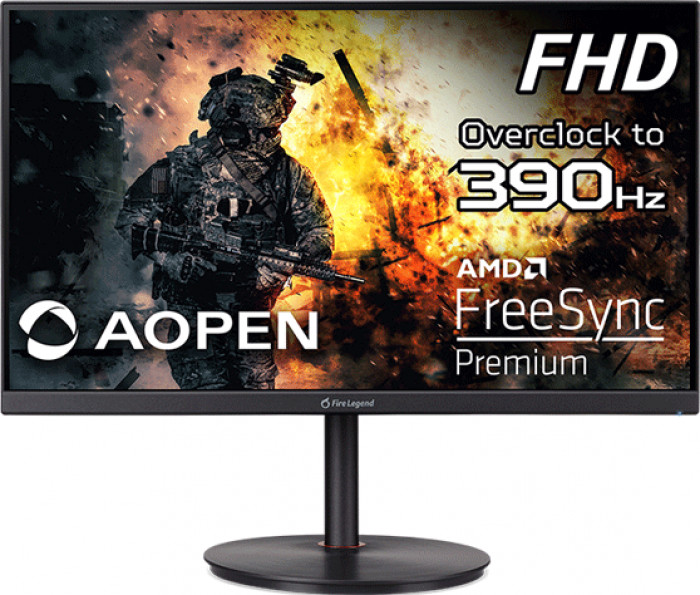 FHD
Overclock to
390Hz
AMD
FreeSync
Premium
AOPEN
Fire Legend